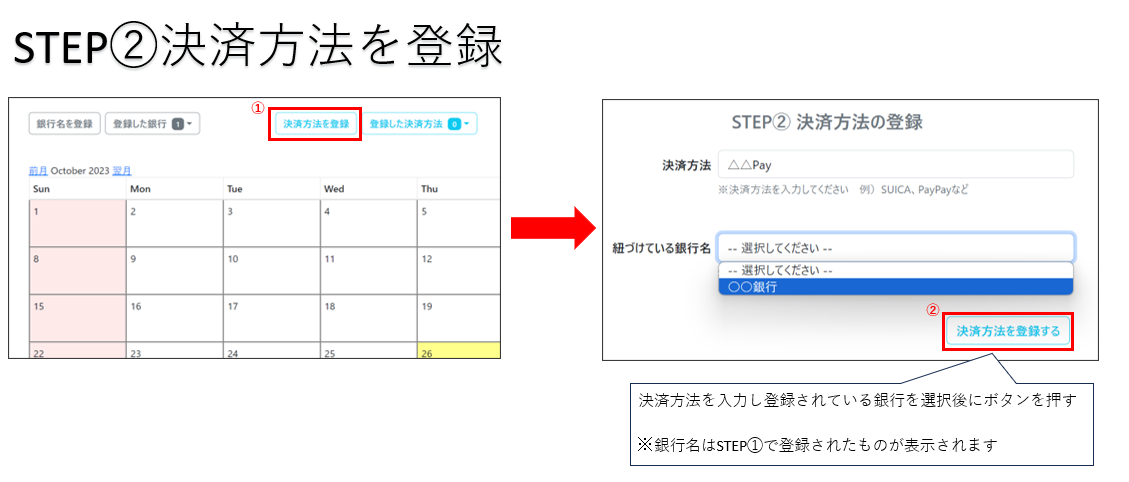 STEP②決済方法を登録
①
銀行名を登録 登録した銀行 1 決済方法を登録 登録した決済方法 0
前月 October 2023 翌月
Sun Mon Tue Wed Thu
1 2 3 4 5
8 9 10 11 12
15 16 17 18 19
22 23 24 25 26
STEP② 決済方法の登録
決済方法 △△Pay
※決済方法を入力してください 例）SUICA、PayPayなど
紐づけている銀行名 -- 選択してください --
-- 選択してください --
〇〇銀行
②
決済方法を登録する
決済方法を入力し登録されている銀行を選択後にボタンを押す
※銀行名はSTEP①で登録されたものが表示されます